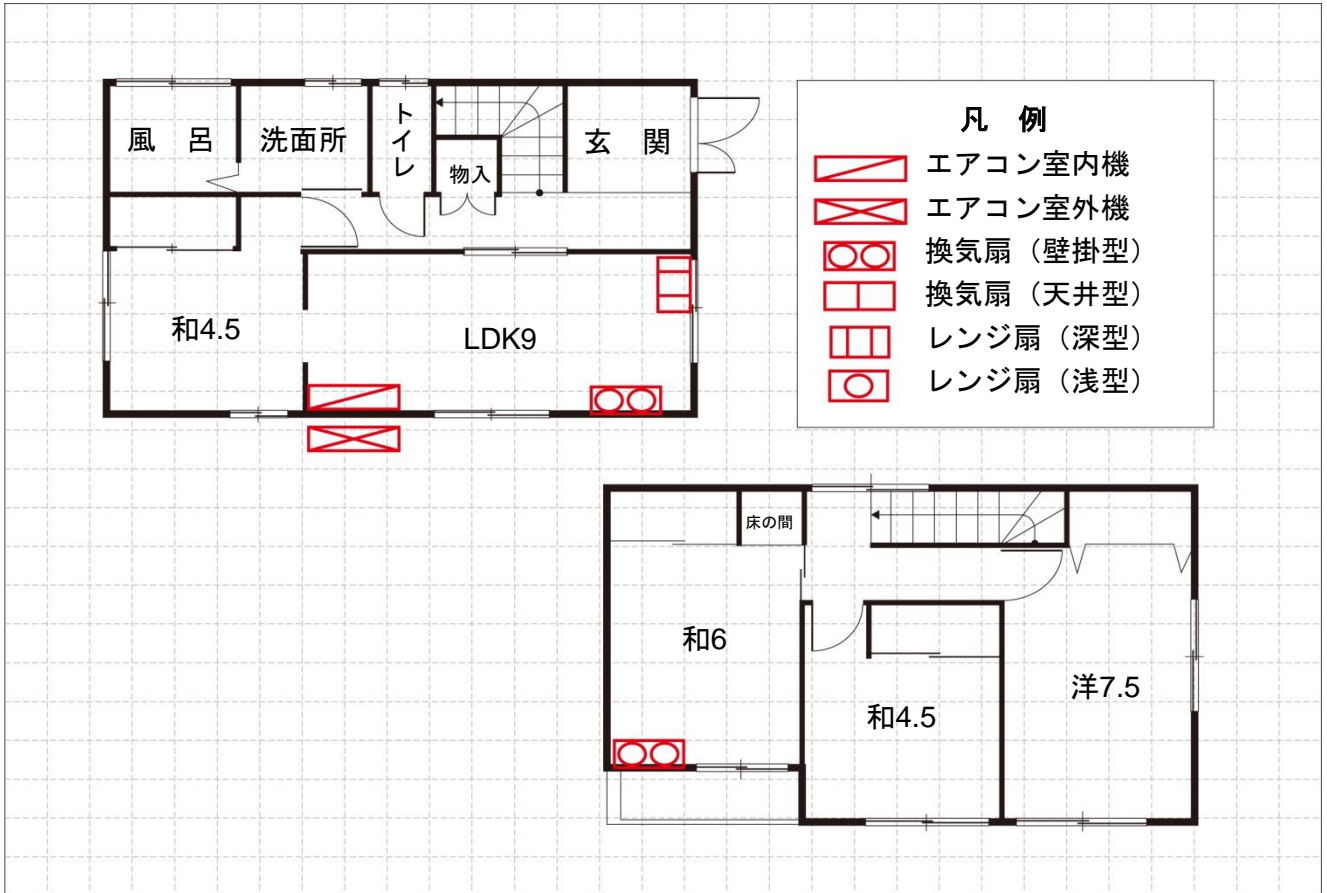 風　呂
洗面所
トイレ
物入
玄　関
和4.5
LDK9
凡　例
エアコン室内機
エアコン室外機
換気扇（壁掛型）
換気扇（天井型）
レンジ扇（深型）
レンジ扇（浅型）
床の間
和6
和4.5
洋7.5